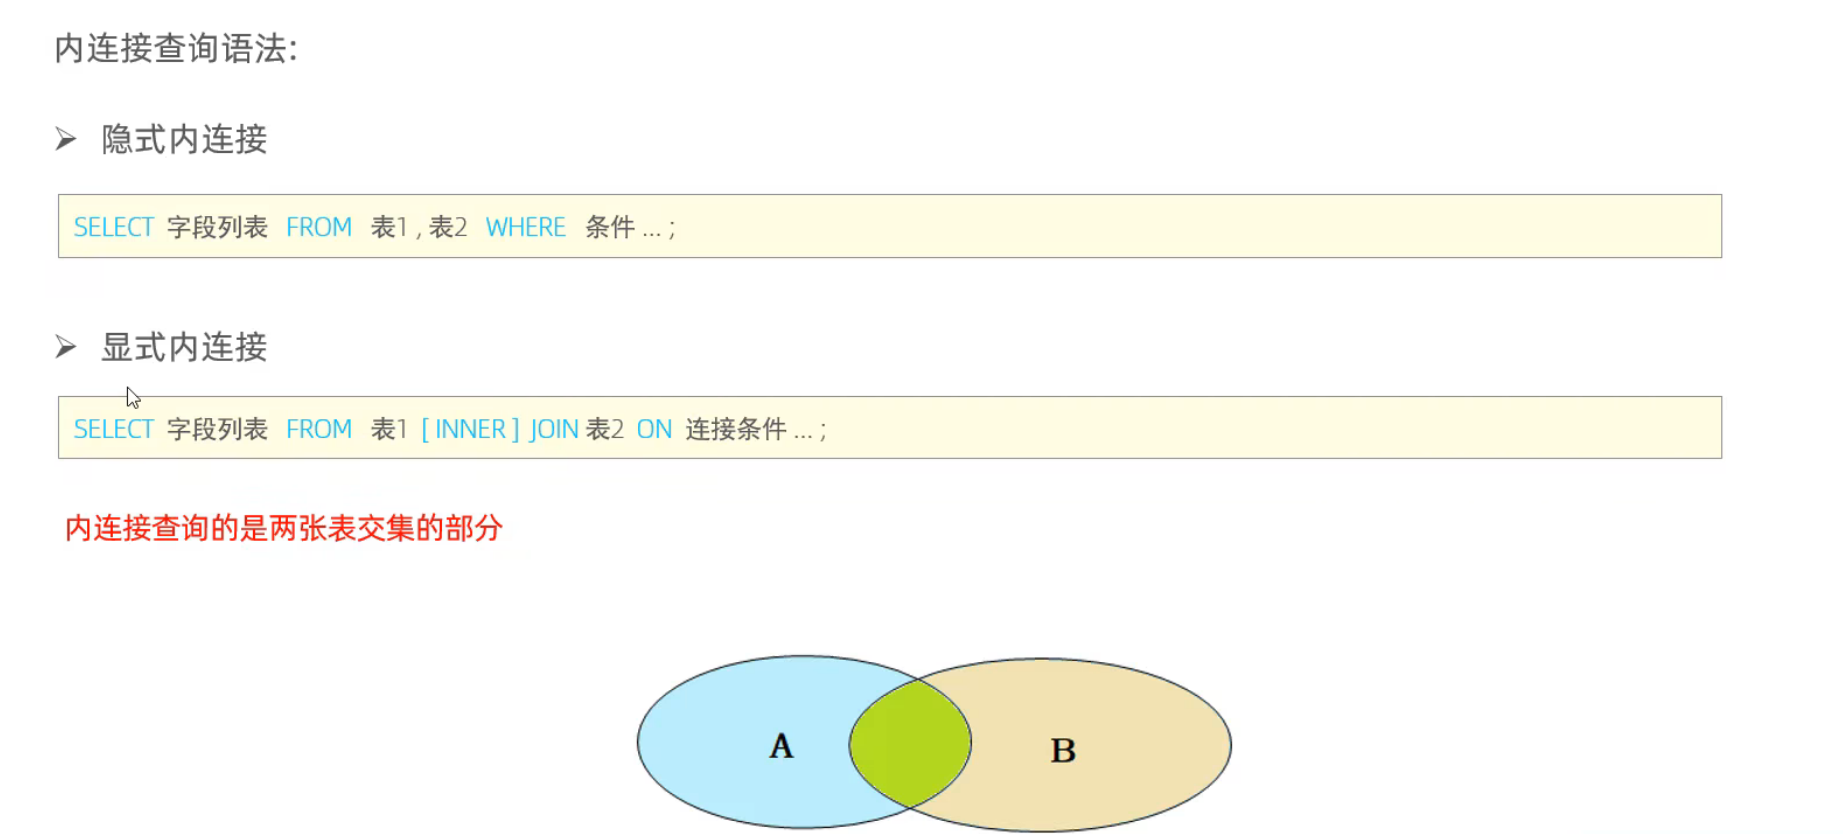 内连接查询语法:
➢ 隐式内连接
SELECT 字段列表 FROM 表1 , 表2 WHERE 条件 ... ;
➢ 显式内连接
SELECT 字段列表 FROM 表1 [ INNER ] JOIN 表2 ON 连接条件 ... ;
内连接查询的是两张表交集的部分
A B